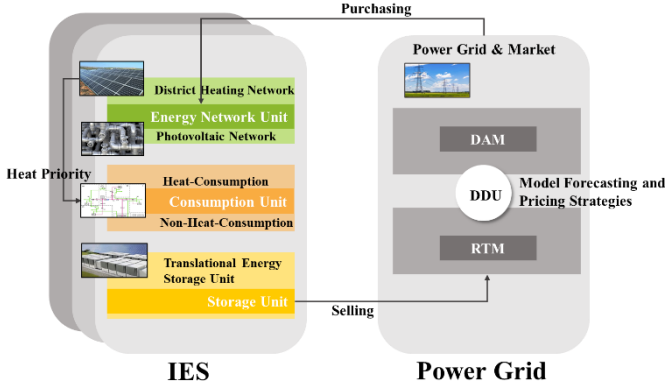 Purchasing
Power Grid & Market
District Heating Network
Energy Network Unit
Photovoltaic Network
DAM
Heat Priority
Heat-Consumption
Consumption Unit
Non-Heat-Consumption
DDU
Model Forecasting and
Pricing Strategies
Translational Energy
Storage Unit
Storage Unit
RTM
Selling
IES
Power Grid